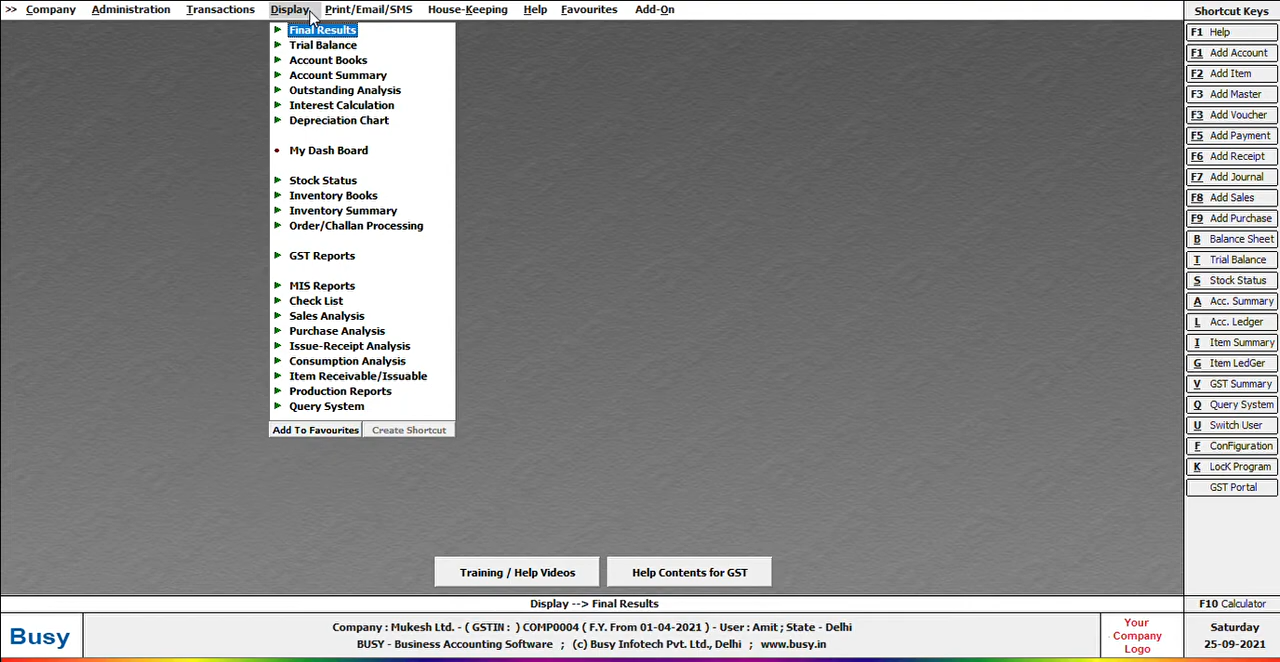 >> Company Administration Transactions Display Print/Email/SMS House-Keeping Help Favourites Add-On
Final Results
Trial Balance
Account Books
Account Summary
Outstanding Analysis
Interest Calculation
Depreciation Chart
My Dash Board
Stock Status
Inventory Books
Inventory Summary
Order/Challan Processing
GST Reports
MIS Reports
Check List
Sales Analysis
Purchase Analysis
Issue-Receipt Analysis
Consumption Analysis
Item Receivable/Issuable
Production Reports
Query System
Add To Favourites Create Shortcut
Shortcut Keys
F1 Help
F1 Add Account
F2 Add Item
F3 Add Master
F3 Add Voucher
F5 Add Payment
F6 Add Receipt
F7 Add Journal
F8 Add Sales
F9 Add Purchase
B Balance Sheet
T Trial Balance
S Stock Status
A Acc. Summary
L Acc. Ledger
I Item Summary
G Item LedGer
V GST Summary
Q Query System
U Switch User
F ConFiguration
K LocK Program
GST Portal
Training / Help Videos Help Contents for GST
Display --> Final Results
F10 Calculator
Busy
Company : Mukesh Ltd. - ( GSTIN : ) COMP0004 ( F.Y. From 01-04-2021 ) - User : Amit ; State - Delhi
BUSY - Business Accounting Software ; (c) Busy Infotech Pvt. Ltd., Delhi ; www.busy.in
Your
Company
Logo
Saturday
25-09-2021